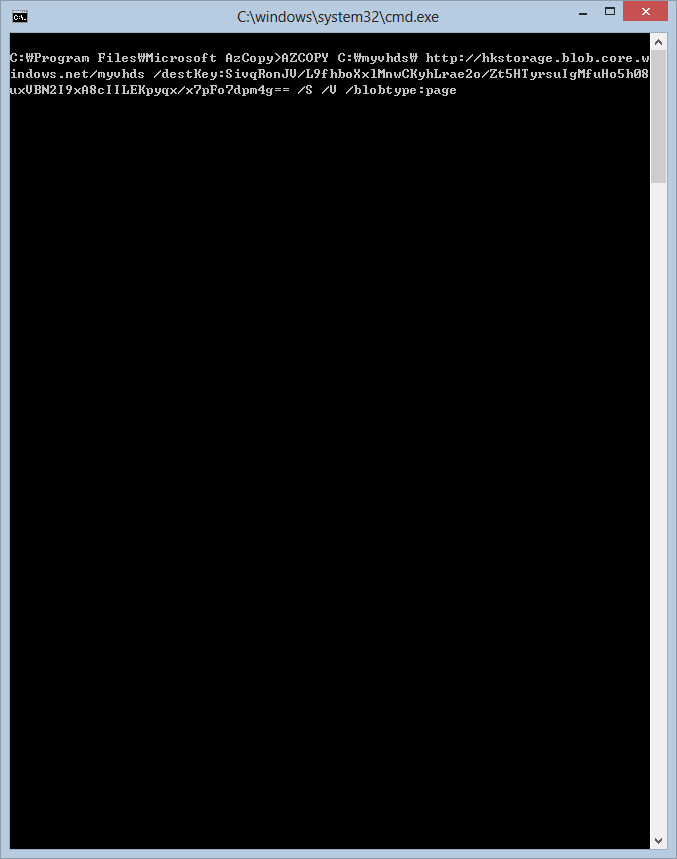 C:\windows\system32\cmd.exe
C:₩Program Files₩Microsoft AzCopy>AZCOPY C:₩myvhds₩ http://hkstorage.blob.core.w
indows.net/myvhds /destKey:SivqRonJV/L9fhboXxlMnwCKyhLrae2o/Zt5HTyrsuIgMfuHo5h08
uxVBN2I9xA8cIILEKpyqx/x7pFo7dpm4g== /S /V /blobtype:page